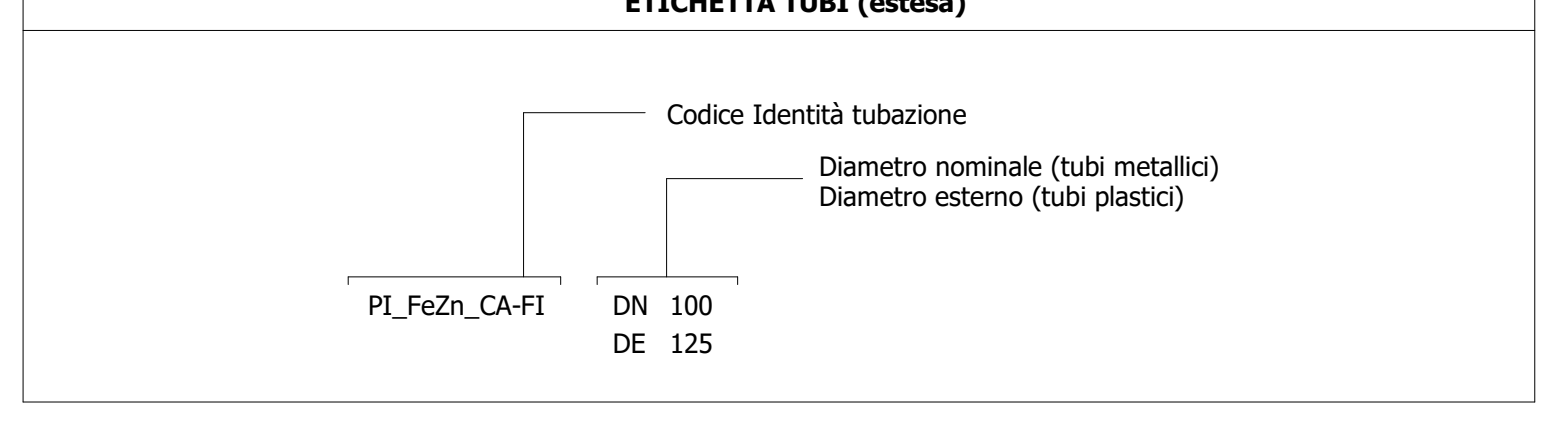 ETICHETTA TUBI (estesa)
Codice Identità tubazione
Diametro nominale (tubi metallici)
Diametro esterno (tubi plastici)
PI_FeZn_CA-FI DN 100
DE 125